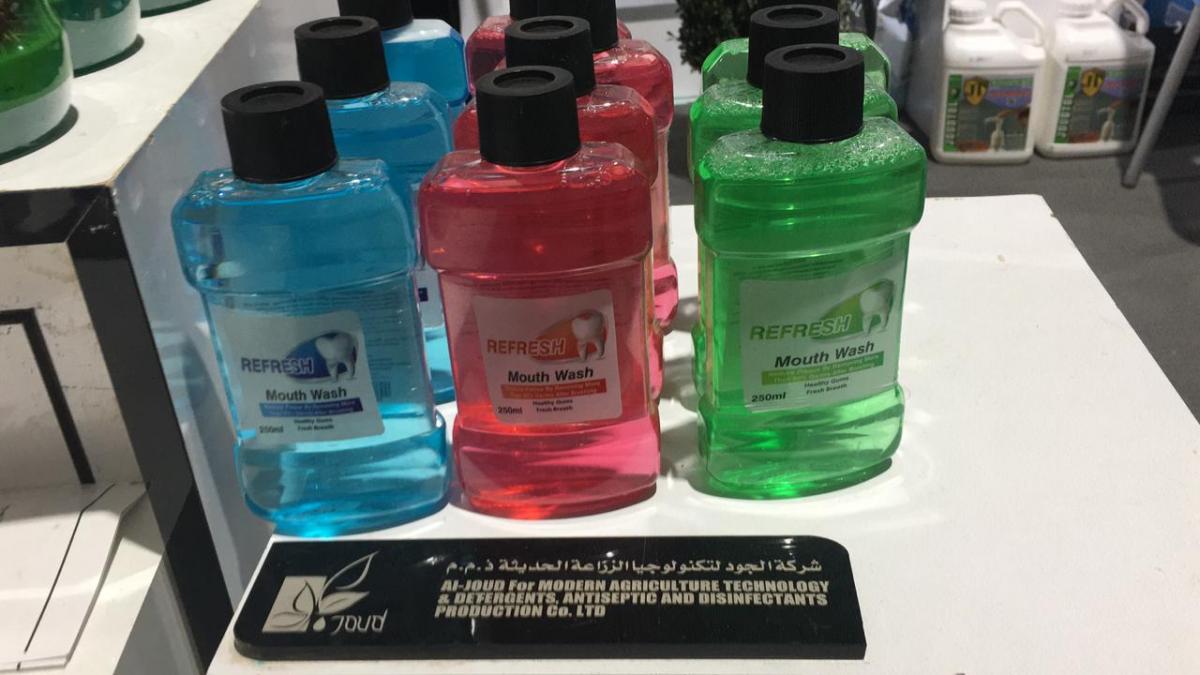 REFRESH
Mouth Wash
250ml
Healthy Gums
Fresh Breath
REFRESH
Mouth Wash
250ml
Healthy Gums
Fresh Breath
REFRESH
Mouth Wash
250ml
Healthy Gums
Fresh Breath
شركة الجود لتكنولوجيا الزراعة الحديثة ذ.م.م
Al-JOUD For MODERN AGRICULTURE TECHNOLOGY
& DETERGENTS, ANTISEPTIC AND DISINFECTANTS
PRODUCTION Co. LTD
Joud